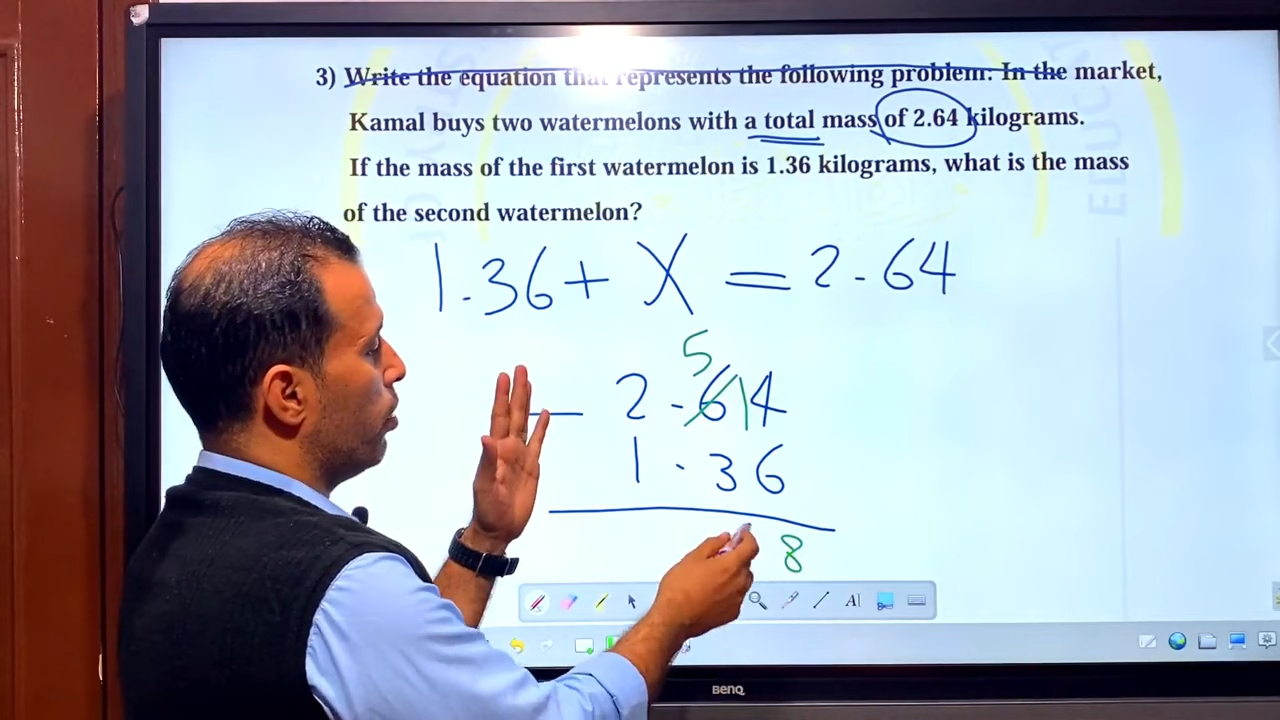 3) Write the equation that represents the following problem: In the market,
Kamal buys two watermelons with a total mass of 2.64 kilograms.
If the mass of the first watermelon is 1.36 kilograms, what is the mass
of the second watermelon?
1.36 + X = 2.64
5
— 2.614
1.36
8
AI
BenQ